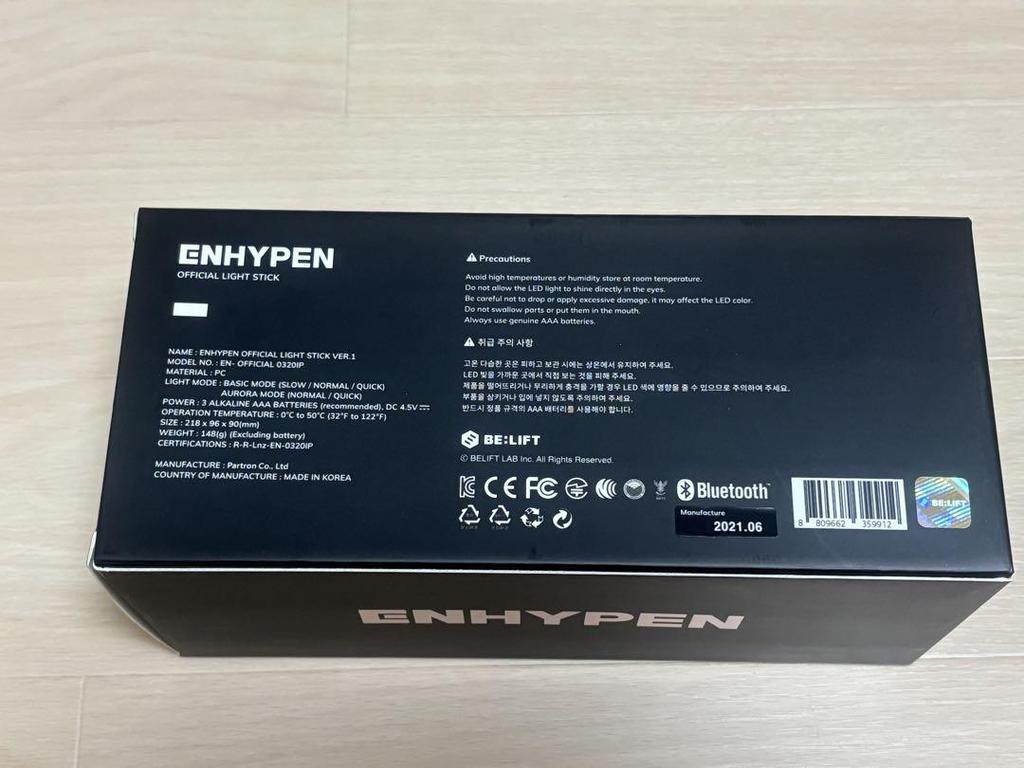 ENHYPEN
OFFICIAL LIGHT STICK
NAME : ENHYPEN OFFICIAL LIGHT STICK VER.1
MODEL NO. : EN- OFFICIAL 0320IP
MATERIAL : PC
LIGHT MODE : BASIC MODE (SLOW / NORMAL / QUICK)
AURORA MODE (NORMAL / QUICK)
POWER : 3 ALKALINE AAA BATTERIES (recommended), DC 4.5V
OPERATION TEMPERATURE : 0°C to 50°C (32°F to 122°F)
SIZE : 218 x 96 x 90(mm)
WEIGHT : 148(g) (Excluding battery)
CERTIFICATIONS : R-R-Lnz-EN-0320IP
MANUFACTURE : Partron Co., Ltd
COUNTRY OF MANUFACTURE : MADE IN KOREA
Precautions
Avoid high temperatures or humidity store at room temperature.
Do not allow the LED light to shine directly in the eyes.
Be careful not to drop or apply excessive damage, it may affect the LED color.
Do not swallow parts or put them in the mouth.
Always use genuine AAA batteries.
취급 주의 사항
고온 다습한 곳은 피하고 보관 시에는 상온에서 유지하여 주세요.
LED 빛을 가까운 곳에서 직접 보는 것을 피해 주세요.
제품을 떨어뜨리거나 무리하게 충격을 가할 경우 LED 색에 영향을 줄 수 있으므로 주의하여 주세요.
부품을 삼키거나 입에 넣지 않도록 주의하여 주세요.
반드시 정품 규격의 AAA 배터리를 사용해야 합니다.
BE:LIFT
© BELIFT LAB Inc. All Rights Reserved.
CE FC
Bluetooth
Manufacture
2021.06
8 809662 359912
BE:LIFT
ENHYPEN